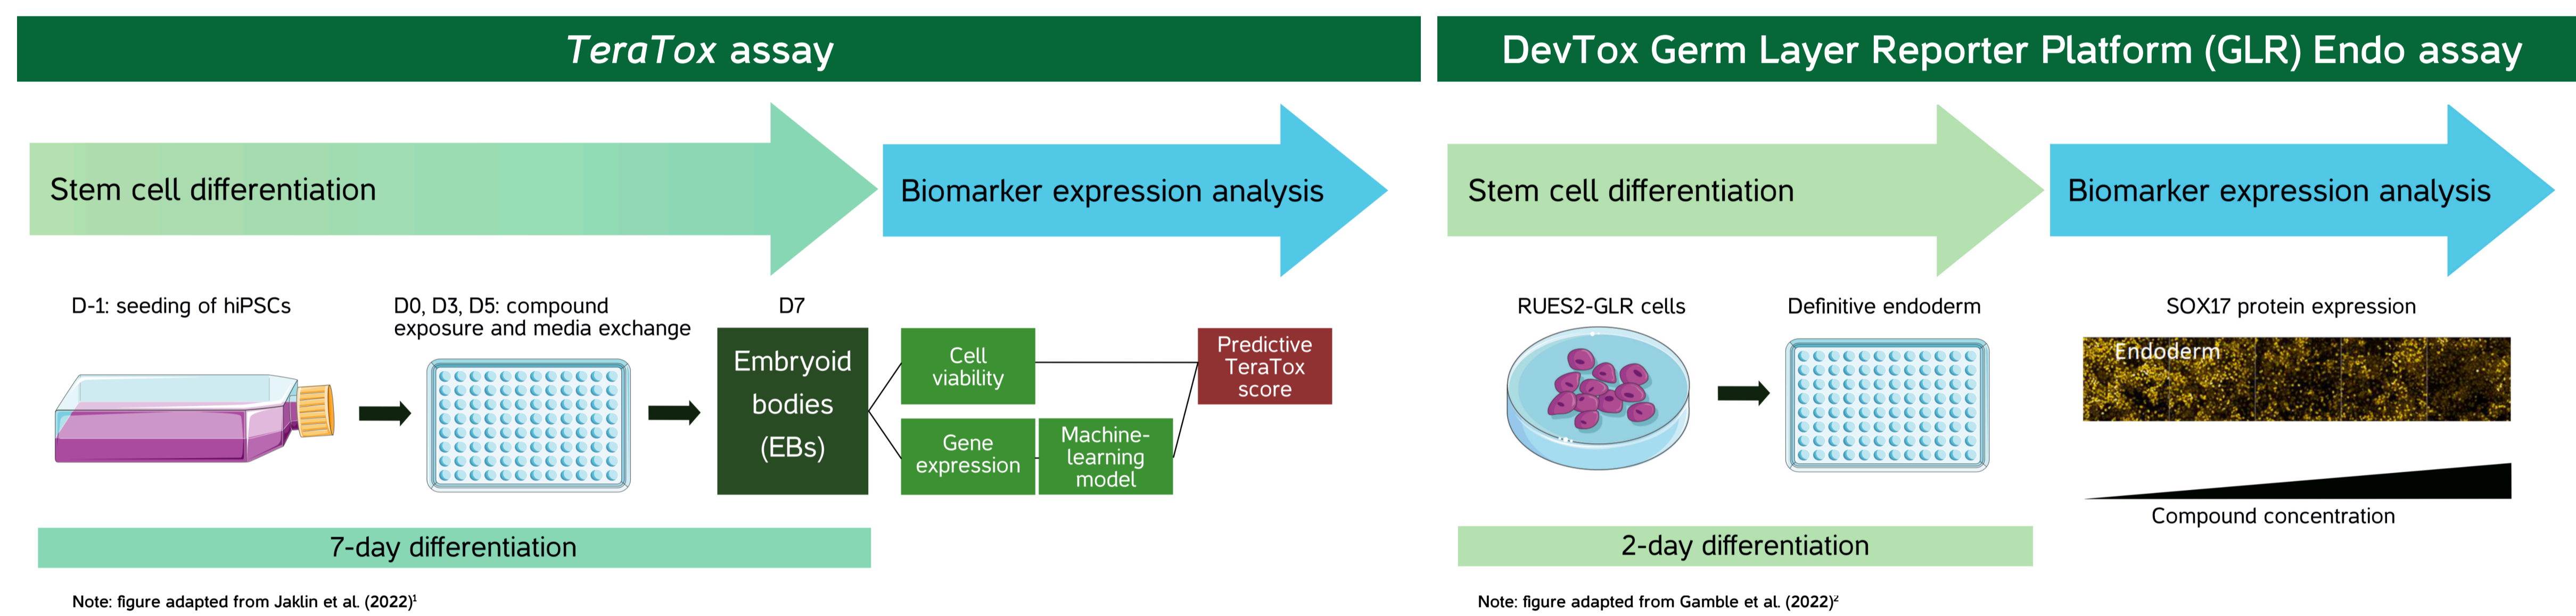 TeraTox assay
Stem cell differentiation
Biomarker expression analysis
D-1: seeding of hiPSCs
D0, D3, D5: compound
exposure and media exchange
D7
Embryoid
bodies
(EBs)
Cell
viability
Gene
expression
Machine-
learning
model
Predictive
TeraTox
score
7-day differentiation
Note: figure adapted from Jaklin et al. (2022)¹
DevTox Germ Layer Reporter Platform (GLR) Endo assay
Stem cell differentiation
Biomarker expression analysis
RUES2-GLR cells
Definitive endoderm
SOX17 protein expression
Endoderm
Compound concentration
2-day differentiation
Note: figure adapted from Gamble et al. (2022)²